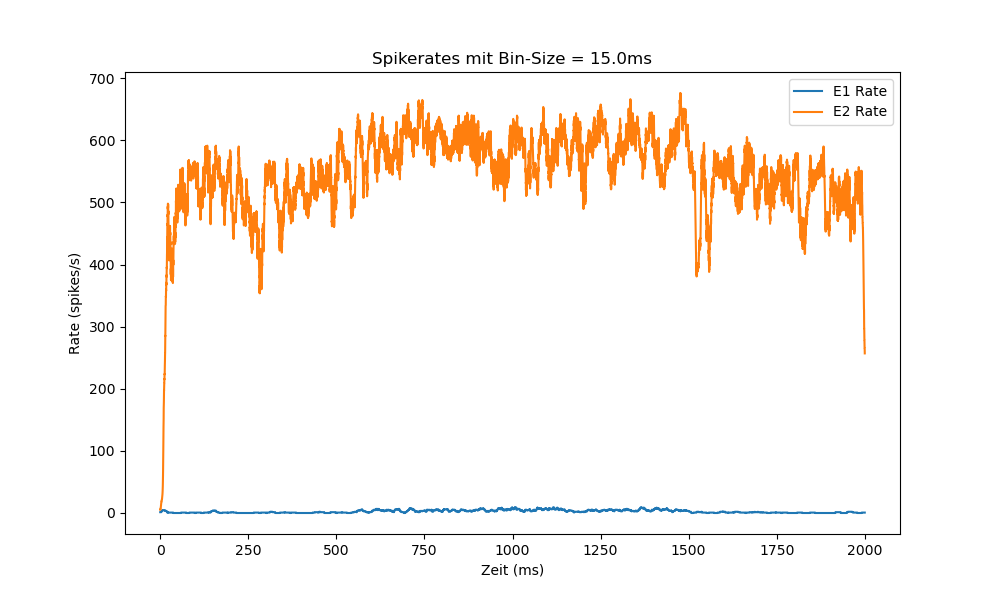 Spikerates mit Bin-Size = 15.0ms
E1 Rate
E2 Rate
Rate (spikes/s)
700
600
500
400
300
200
100
0
0 250 500 750 1000 1250 1500 1750 2000
Zeit (ms)